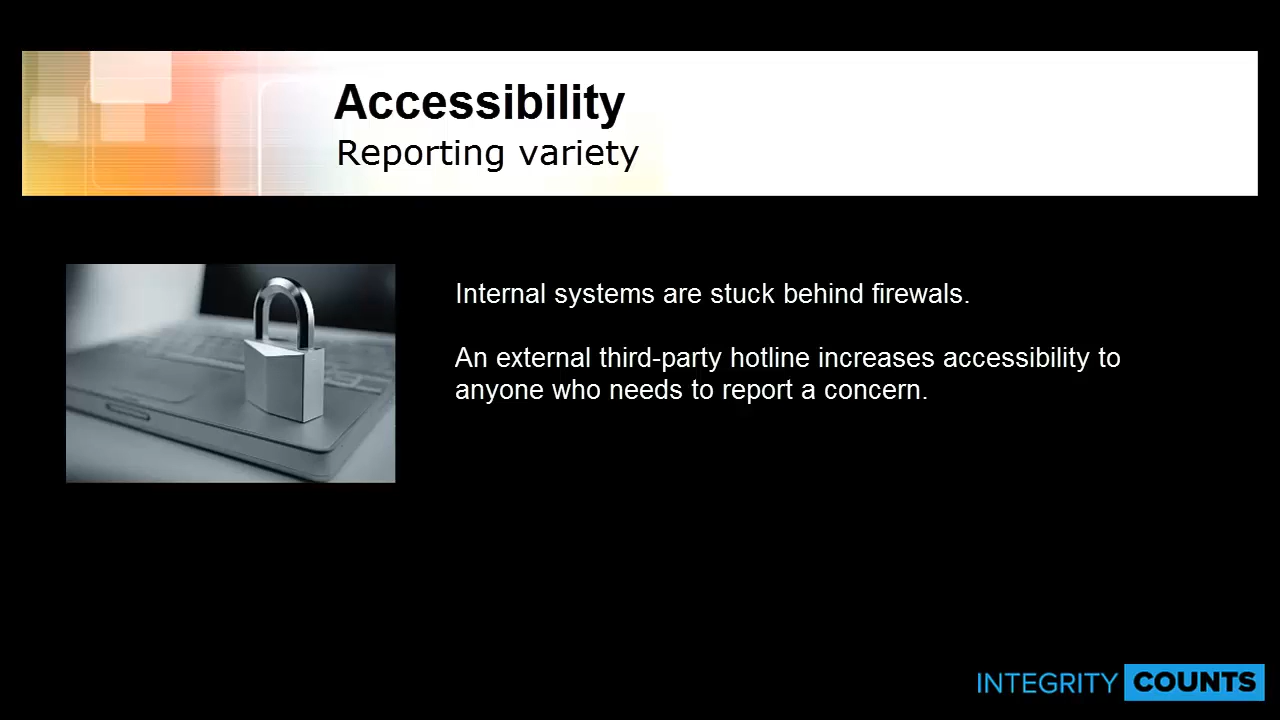 Accessibility
Reporting variety
Internal systems are stuck behind firewals.
An external third-party hotline increases accessibility to
anyone who needs to report a concern.
INTEGRITY COUNTS